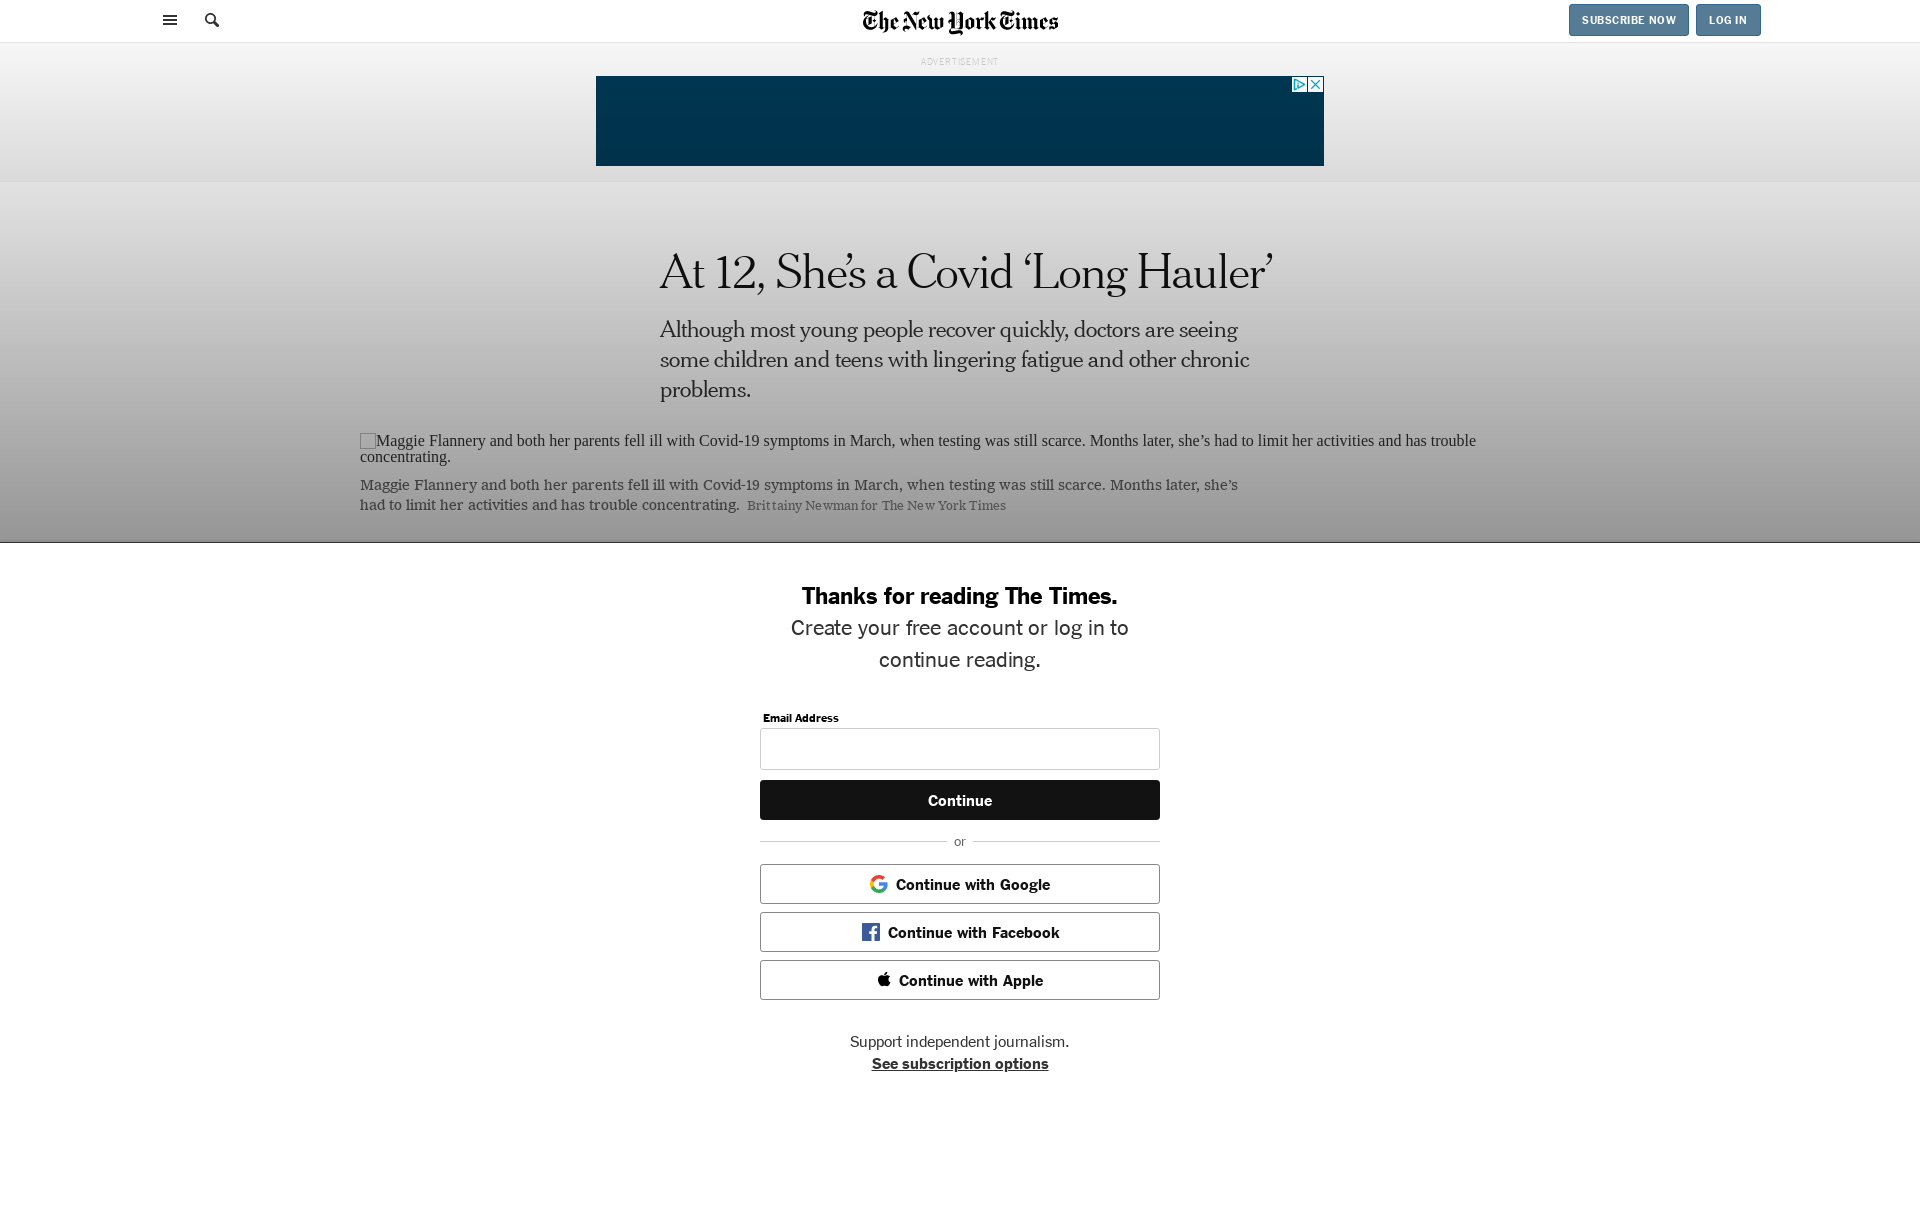 The New York Times
SUBSCRIBE NOW
LOG IN
ADVERTISEMENT
At 12, She’s a Covid ‘Long Hauler’
Although most young people recover quickly, doctors are seeing
some children and teens with lingering fatigue and other chronic
problems.
Maggie Flannery and both her parents fell ill with Covid-19 symptoms in March, when testing was still scarce. Months later, she’s had to limit her activities and has trouble
concentrating.
Maggie Flannery and both her parents fell ill with Covid-19 symptoms in March, when testing was still scarce. Months later, she’s
had to limit her activities and has trouble concentrating. Brittainy Newman for The New York Times
Thanks for reading The Times.
Create your free account or log in to
continue reading.
Email Address
Continue
or
Continue with Google
Continue with Facebook
Continue with Apple
Support independent journalism.
See subscription options